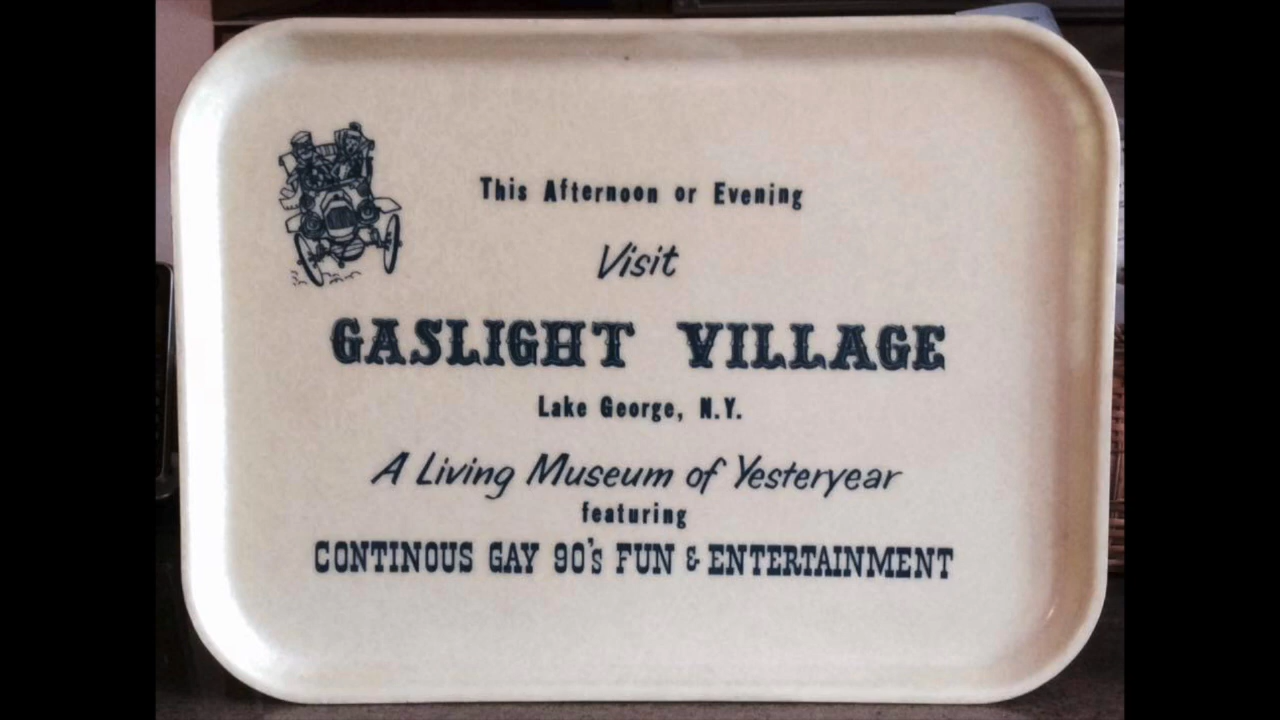 This Afternoon or Evening
Visit
GASLIGHT VILLAGE
Lake George, N.Y.
A Living Museum of Yesteryear
featuring
CONTINOUS GAY 90's FUN & ENTERTAINMENT